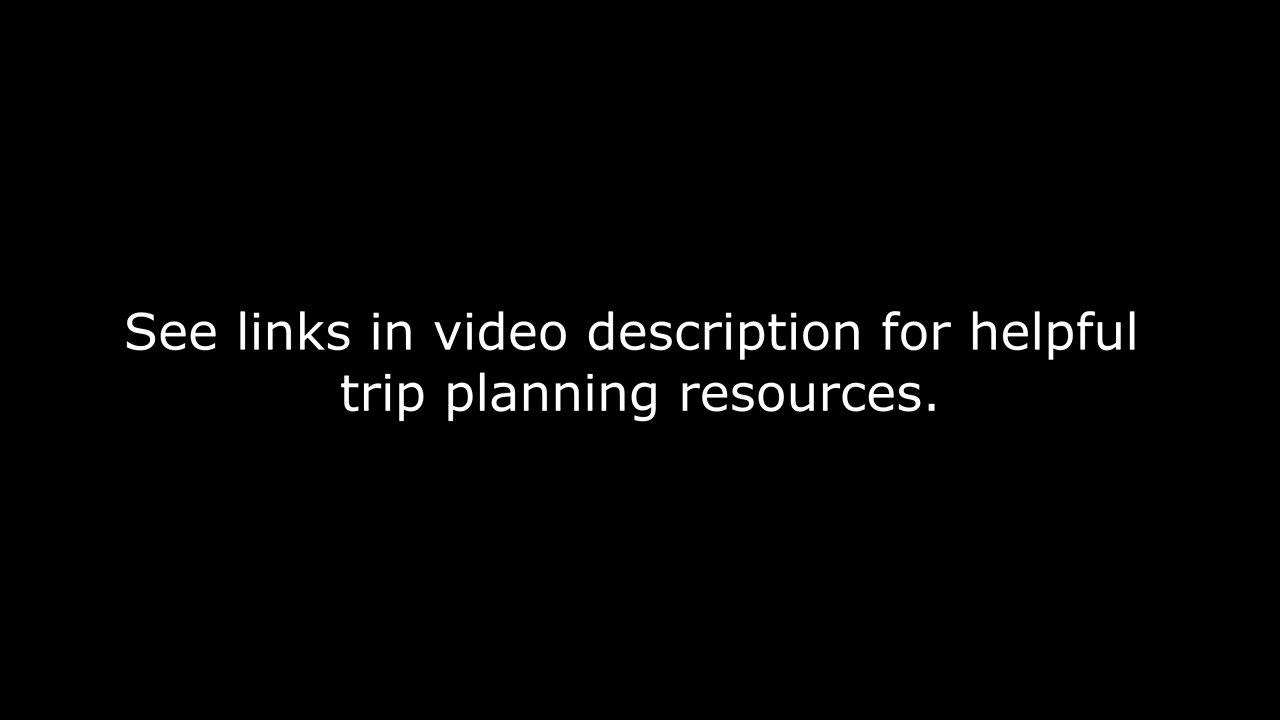 See links in video description for helpful
trip planning resources.